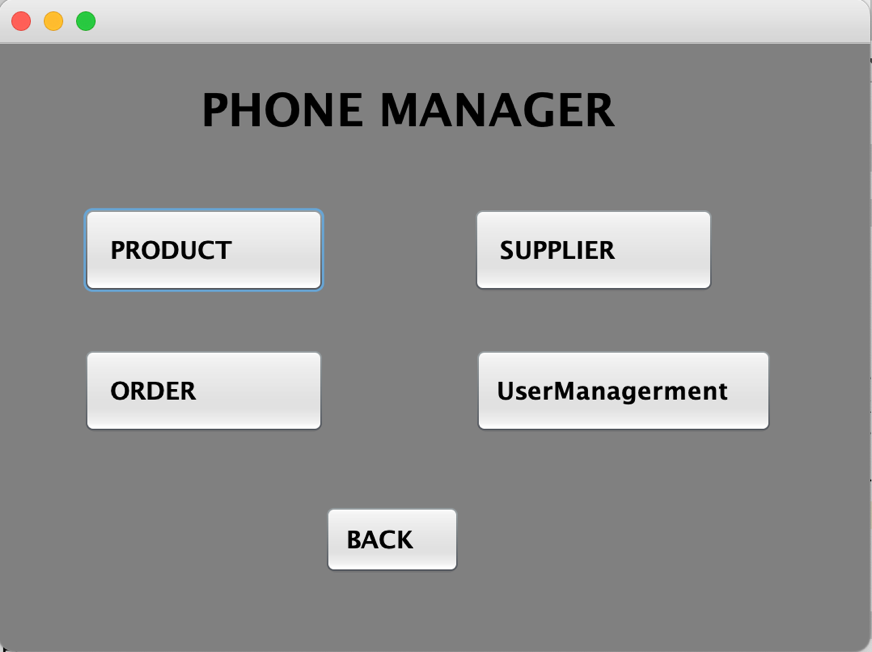 PHONE MANAGER
PRODUCT
SUPPLIER
ORDER
UserManagerment
BACK